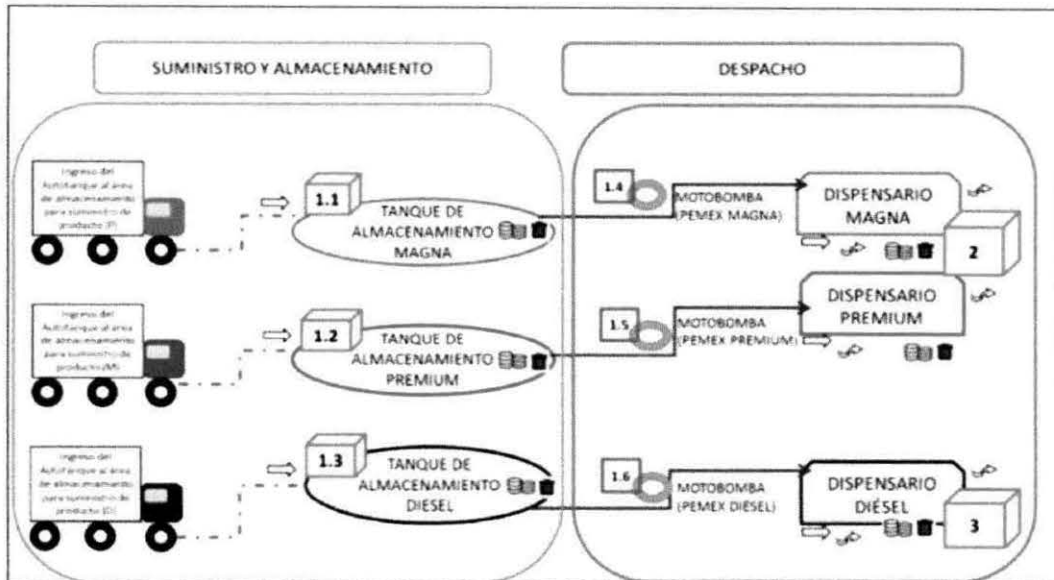 SUMINISTRO Y ALMACENAMIENTO
DESPACHO
Ingreso del
Autotanque al área
de almacenamiento
para suministro de
producto (P)
1.1
TANQUE DE
ALMACENAMIENTO
MAGNA
1.4
MOTOBOMBA
(PEMEX MAGNA)
DISPENSARIO
MAGNA
2
Ingreso del
Autotanque al área
de almacenamiento
para suministro de
producto (M)
1.2
TANQUE DE
ALMACENAMIENTO
PREMIUM
1.5
MOTOBOMBA
(PEMEX PREMIUM)
DISPENSARIO
PREMIUM
Ingreso del
Autotanque al área
de almacenamiento
para suministro de
producto (D)
1.3
TANQUE DE
ALMACENAMIENTO
DIESEL
1.6
MOTOBOMBA
(PEMEX DIESEL)
DISPENSARIO
DIÉSEL
3